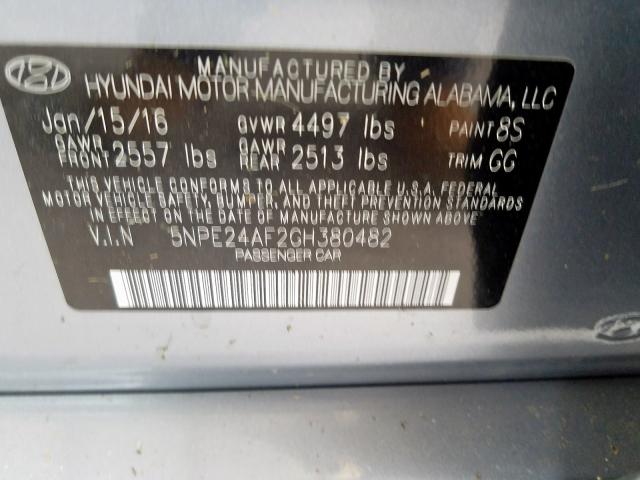 MANUFACTURED BY
HYUNDAI MOTOR MANUFACTURING ALABAMA, LLC
Jan/15/16 GVWR 4497 lbs PAINT 8S
GAWR FRONT 2557 lbs GAWR REAR 2513 lbs TRIM GG
THIS VEHICLE CONFORMS TO ALL APPLICABLE U.S.A. FEDERAL
MOTOR VEHICLE SAFETY, BUMPER, AND THEFT PREVENTION STANDARDS
IN EFFECT ON THE DATE OF MANUFACTURE SHOWN ABOVE.
V.I.N 5NPE24AF2GH380482
PASSENGER CAR